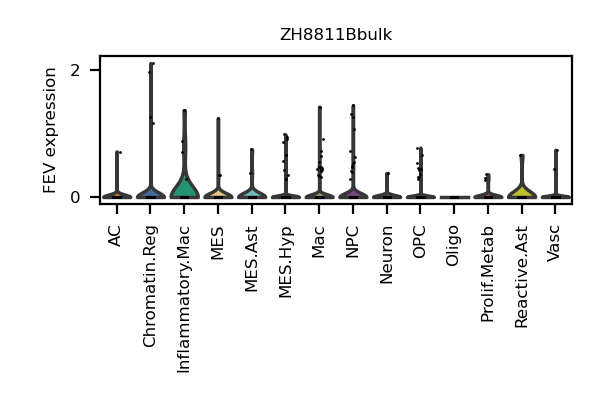 ZH8811Bbulk
FEV expression
2
0
AC
Chromatin.Reg
Inflammatory.Mac
MES
MES.Ast
MES.Hyp
Mac
NPC
Neuron
OPC
Oligo
Prolif.Metab
Reactive.Ast
Vasc